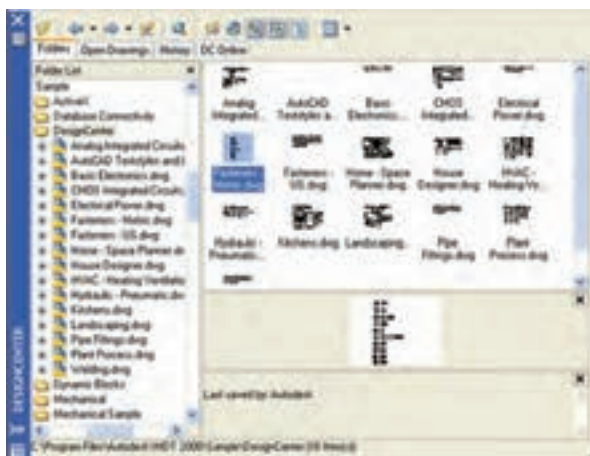 Folders Open Drawings History DC Online
Folder List
Sample
ActiveX
Database Connectivity
DesignCenter
Analog Integrated Circuits
AutoCAD Textstyles and
Basic Electronics.dwg
CMOS Integrated Circuits
Electrical Power.dwg
Fasteners - Metric.dwg
Fasteners - US.dwg
Home - Space Planner.dw
House Designer.dwg
HVAC - Heating Ventilatio
Hydraulic - Pneumatic.dw
Kitchens.dwg
Landscaping.dwg
Pipe Fittings.dwg
Plant Process.dwg
Welding.dwg
Dynamic Blocks
Mechanical
Mechanical Sample
Analog Integrated...
AutoCAD Textstyles a...
Basic Electronics....
CMOS Integrated...
Electrical Power.dwg
Fasteners - Metric.dwg
Fasteners - US.dwg
Home - Space Planner.dwg
House Designer.dwg
HVAC - Heating Ve...
Hydraulic - Pneumatic...
Kitchens.dwg
Landscaping...
Pipe Fittings.dwg
Plant Process.dwg
Last saved by: Autodesk
DESIGNCENTER